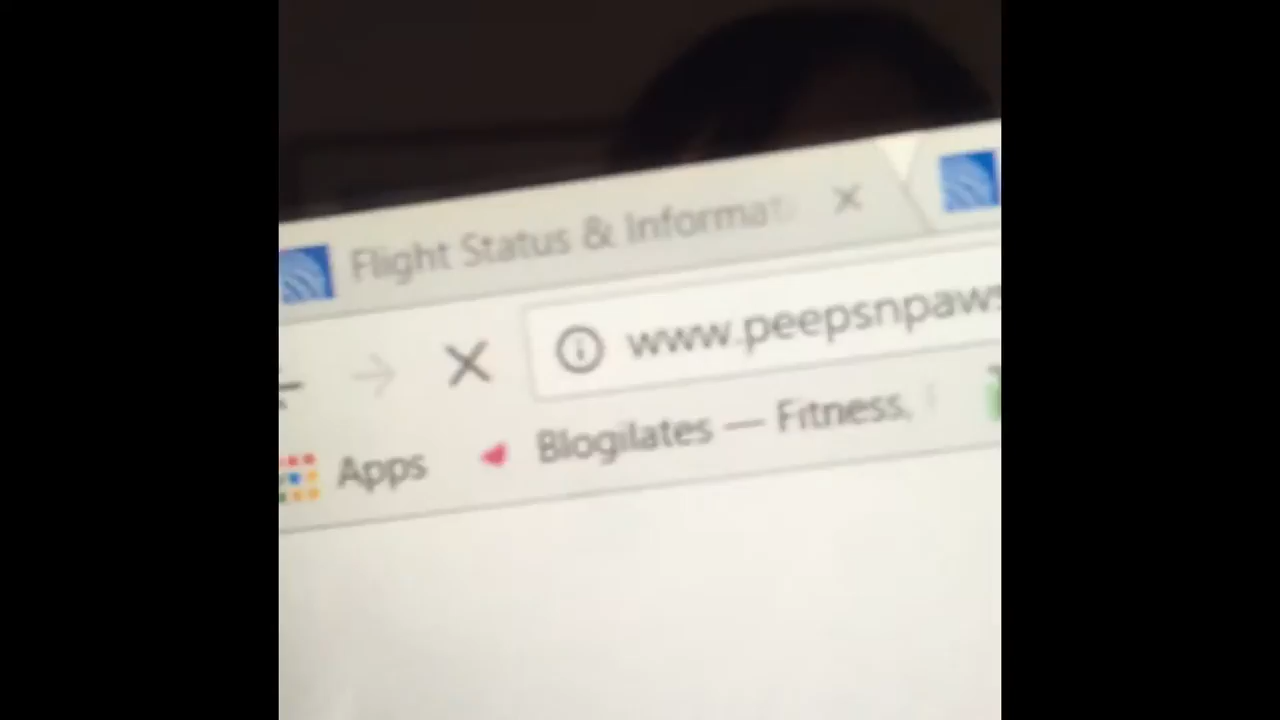 Flight Status & Informat
www.peepsnpaws
Apps
Blogilates — Fitness,